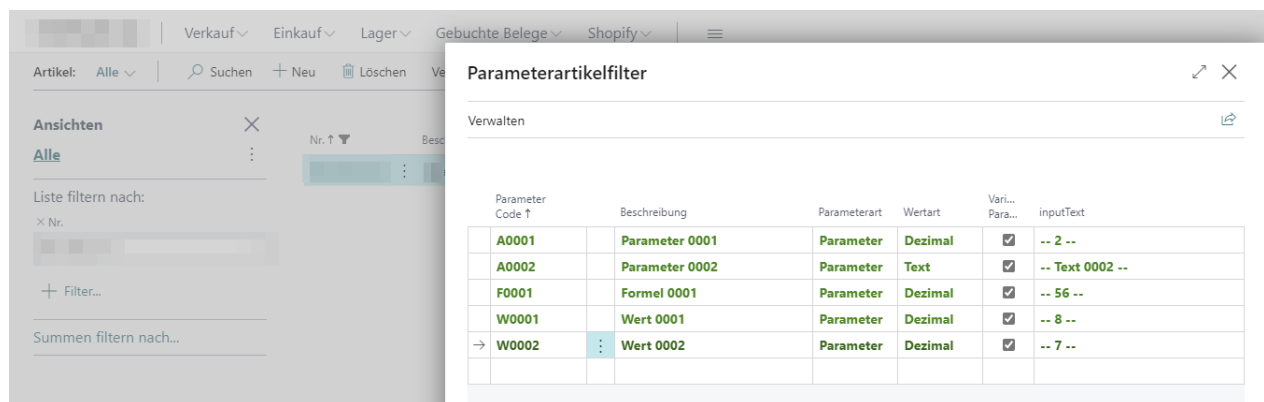 Verkauf Einkauf Lager Gebuchte Belege Shopify
Artikel: Alle Suchen + Neu Löschen Ve
Ansichten
Alle
Liste filtern nach:
× Nr.
+ Filter...
Summen filtern nach...
Nr. ↑ Besc
Parameterartikelfilter
Verwalten
Parameter Code ↑ Beschreibung Parameterart Wertart Vari... Para... inputText
A0001 Parameter 0001 Parameter Dezimal -- 2 --
A0002 Parameter 0002 Parameter Text -- Text 0002 --
F0001 Formel 0001 Parameter Dezimal -- 56 --
W0001 Wert 0001 Parameter Dezimal -- 8 --
→ W0002 Wert 0002 Parameter Dezimal -- 7 --